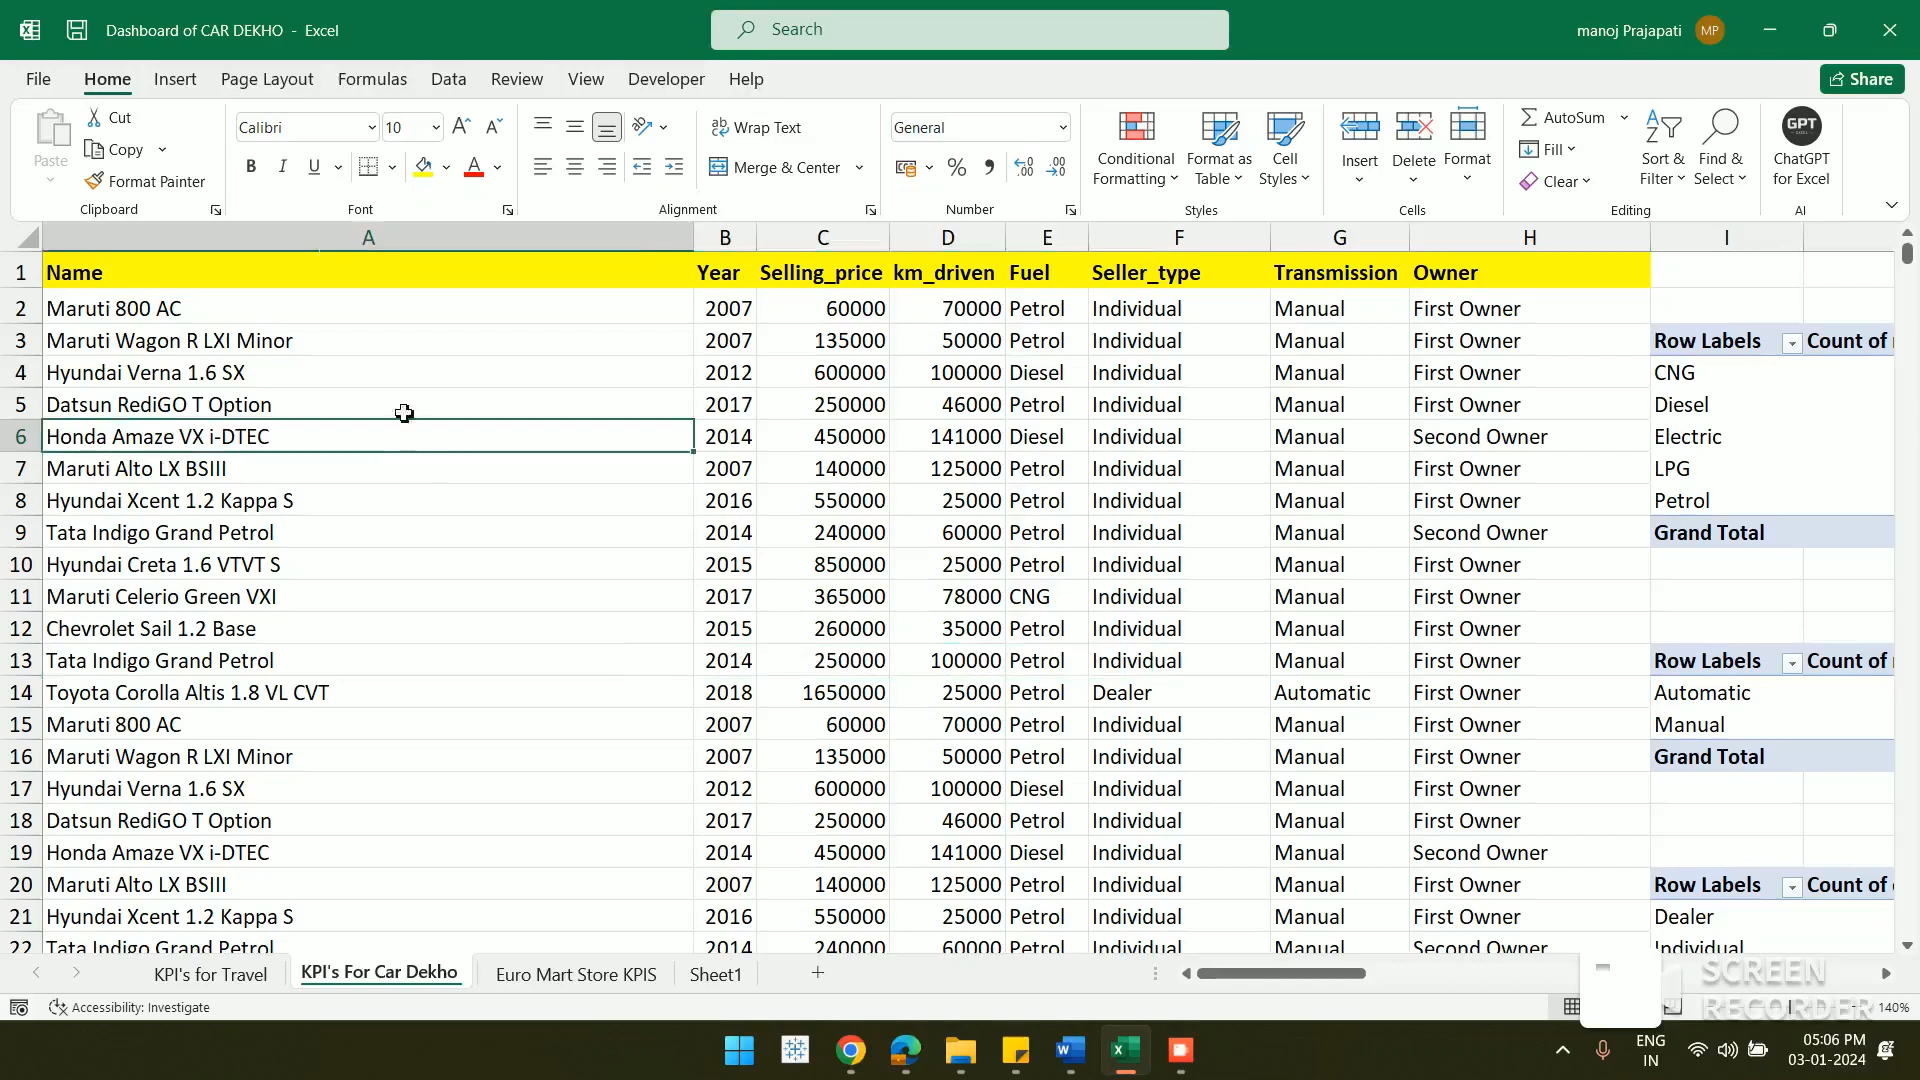 Dashboard of CAR DEKHO - Excel
Search
manoj Prajapati MP
File Home Insert Page Layout Formulas Data Review View Developer Help
Share
Paste
Cut
Copy
Format Painter
Clipboard
Calibri 10
B I U
Font
Wrap Text
Merge & Center
Alignment
General
Number
Conditional Formatting
Format as Table
Cell Styles
Styles
Insert Delete Format
Cells
AutoSum
Fill
Clear
Sort & Filter
Find & Select
Editing
GPT
ChatGPT for Excel
AI
A B C D E F G H I
1 Name Year Selling_price km_driven Fuel Seller_type Transmission Owner
2 Maruti 800 AC 2007 60000 70000 Petrol Individual Manual First Owner
3 Maruti Wagon R LXI Minor 2007 135000 50000 Petrol Individual Manual First Owner Row Labels Count of
4 Hyundai Verna 1.6 SX 2012 600000 100000 Diesel Individual Manual First Owner CNG
5 Datsun RediGO T Option 2017 250000 46000 Petrol Individual Manual First Owner Diesel
6 Honda Amaze VX i-DTEC 2014 450000 141000 Diesel Individual Manual Second Owner Electric
7 Maruti Alto LX BSIII 2007 140000 125000 Petrol Individual Manual First Owner LPG
8 Hyundai Xcent 1.2 Kappa S 2016 550000 25000 Petrol Individual Manual First Owner Petrol
9 Tata Indigo Grand Petrol 2014 240000 60000 Petrol Individual Manual Second Owner Grand Total
10 Hyundai Creta 1.6 VTVT S 2015 850000 25000 Petrol Individual Manual First Owner
11 Maruti Celerio Green VXI 2017 365000 78000 CNG Individual Manual First Owner
12 Chevrolet Sail 1.2 Base 2015 260000 35000 Petrol Individual Manual First Owner
13 Tata Indigo Grand Petrol 2014 250000 100000 Petrol Individual Manual First Owner Row Labels Count of
14 Toyota Corolla Altis 1.8 VL CVT 2018 1650000 25000 Petrol Dealer Automatic First Owner Automatic
15 Maruti 800 AC 2007 60000 70000 Petrol Individual Manual First Owner Manual
16 Maruti Wagon R LXI Minor 2007 135000 50000 Petrol Individual Manual First Owner Grand Total
17 Hyundai Verna 1.6 SX 2012 600000 100000 Diesel Individual Manual First Owner
18 Datsun RediGO T Option 2017 250000 46000 Petrol Individual Manual First Owner
19 Honda Amaze VX i-DTEC 2014 450000 141000 Diesel Individual Manual Second Owner
20 Maruti Alto LX BSIII 2007 140000 125000 Petrol Individual Manual First Owner Row Labels Count of
21 Hyundai Xcent 1.2 Kappa S 2016 550000 25000 Petrol Individual Manual First Owner Dealer
22 Tata Indigo Grand Petrol 2014 240000 60000 Petrol Individual Manual Second Owner Individual
KPI's for Travel KPI's For Car Dekho Euro Mart Store KPIS Sheet1
SCREEN
RECORDER
Accessibility: Investigate
140%
ENG
IN
05:06 PM
03-01-2024